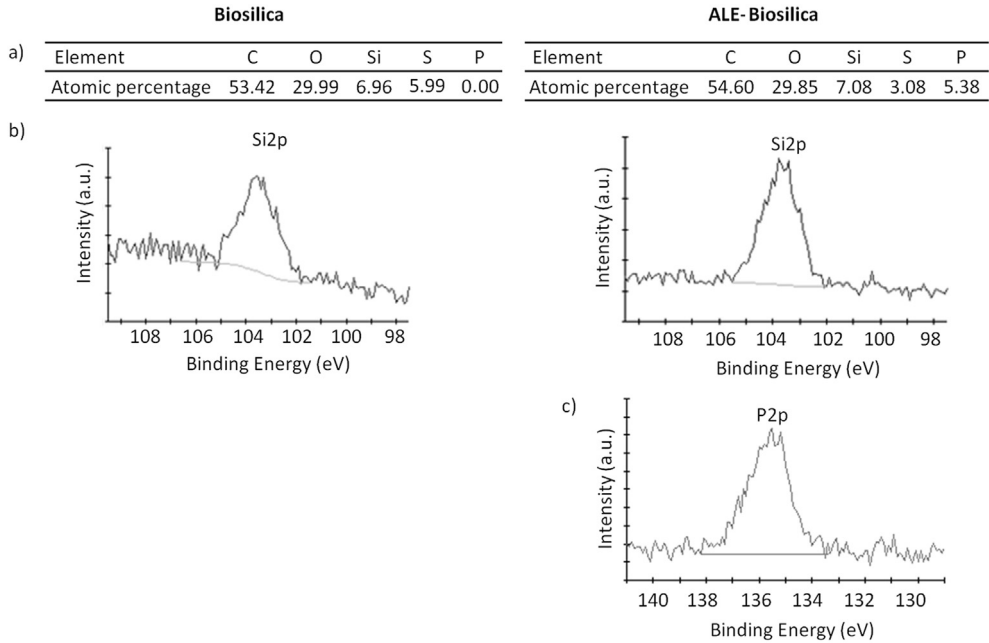 Biosilica
ALE-Biosilica
a)
Element C O Si S P
Atomic percentage 53.42 29.99 6.96 5.99 0.00
Element C O Si S P
Atomic percentage 54.60 29.85 7.08 3.08 5.38
b)
Si2p
Intensity (a.u.)
108 106 104 102 100 98
Binding Energy (eV)
Si2p
Intensity (a.u.)
108 106 104 102 100 98
Binding Energy (eV)
c)
P2p
Intensity (a.u.)
140 138 136 134 132 130
Binding Energy (eV)